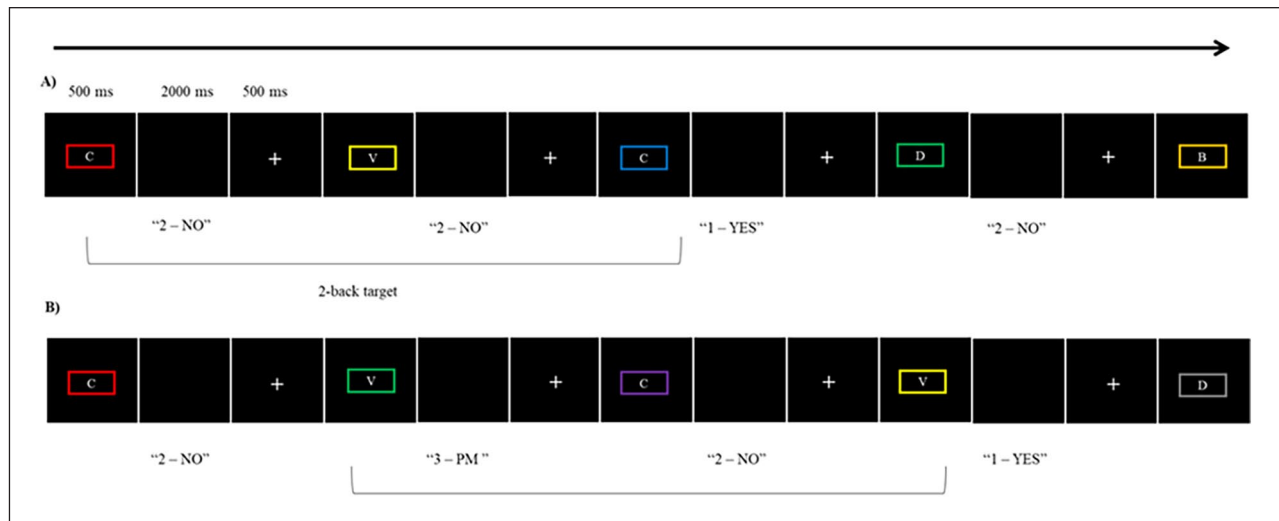 A)
500 ms 2000 ms 500 ms
C + V + C + D + B
“2 – NO” “2 – NO” “1 – YES” “2 – NO”
2-back target
B)
C + V + C + V + D
“2 – NO” “3 – PM ” “2 – NO” “1 – YES”